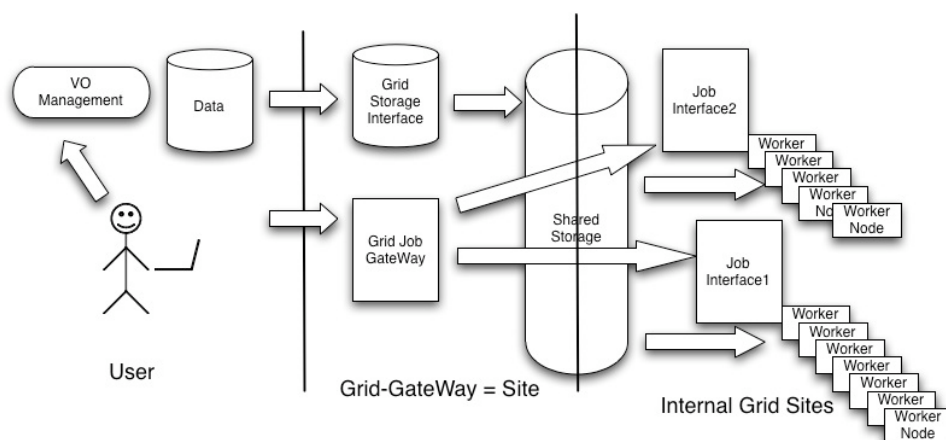 VO
Management
Data
Grid
Storage
Interface
Job
Interface2
Worker
Worker
Worker
Worker
Worker
Node
Grid Job
GateWay
Shared
Storage
Job
Interface1
Worker
Worker
Worker
Worker
Worker
Worker
Worker
Node
User
Grid-GateWay = Site
Internal Grid Sites